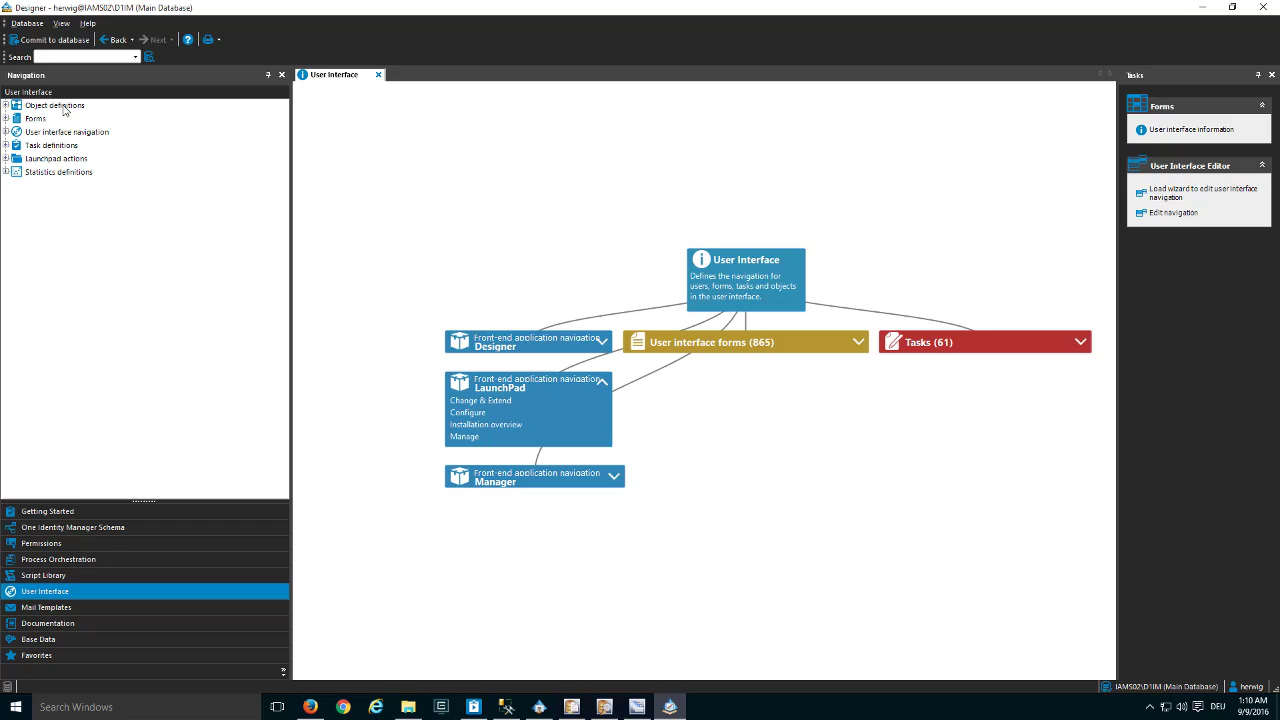 Designer - herwig@IAMS02\D1IM (Main Database)
Database View Help
Commit to database Back Next
Search
Navigation
User Interface
Object definitions
Forms
User interface navigation
Task definitions
Launchpad actions
Statistics definitions
Getting Started
One Identity Manager Schema
Permissions
Process Orchestration
Script Library
User Interface
Mail Templates
Documentation
Base Data
Favorites
User Interface
User Interface
Defines the navigation for
users, forms, tasks and objects
in the user interface.
Front-end application navigation
Designer
User interface forms (865)
Tasks (61)
Front-end application navigation
LaunchPad
Change & Extend
Configure
Installation overview
Manage
Front-end application navigation
Manager
Tasks
Forms
User interface information
User Interface Editor
Load wizard to edit user interface
navigation
Edit navigation
IAMS02\D1IM (Main Database) herwig
Search Windows
DEU
1:10 AM
9/9/2016